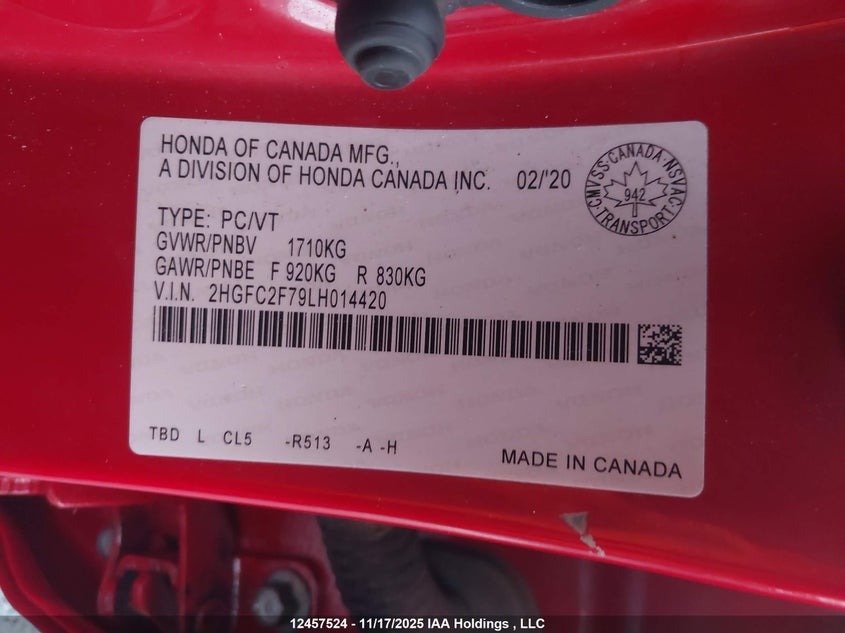 HONDA OF CANADA MFG.,
A DIVISION OF HONDA CANADA INC. 02/'20
CMVSS·CANADA·NSVAC
942
TRANSPORT
TYPE: PC/VT
GVWR/PNBV 1710KG
GAWR/PNBE F 920KG R 830KG
V.I.N. 2HGFC2F79LH014420
TBD L CL5 -R513 -A -H
MADE IN CANADA
12457524 - 11/17/2025 IAA Holdings , LLC